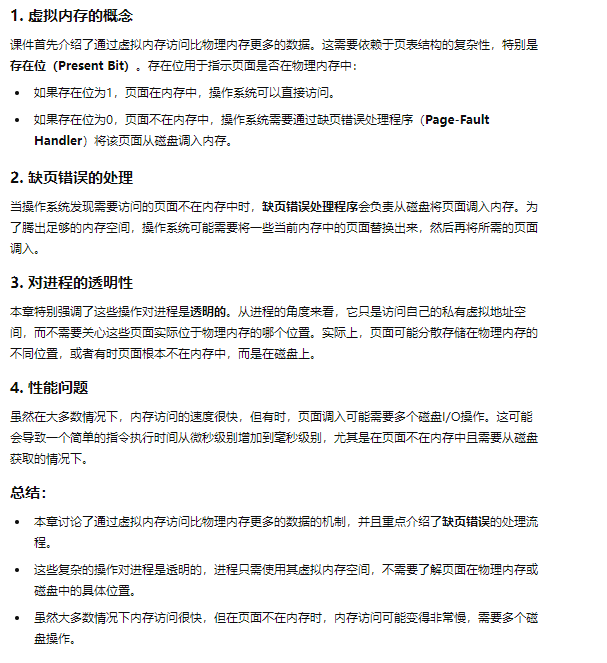 1. 虚拟内存的概念
课件首先介绍了通过虚拟内存访问比物理内存更多的数据。这需要依赖于页表结构的复杂性，特别是
存在位（Present Bit）。存在位用于指示页面是否在物理内存中：
• 如果存在位为1，页面在内存中，操作系统可以直接访问。
• 如果存在位为0，页面不在内存中，操作系统需要通过缺页错误处理程序（Page-Fault
Handler）将该页面从磁盘调入内存。
2. 缺页错误的处理
当操作系统发现需要访问的页面不在内存中时，缺页错误处理程序会负责从磁盘将页面调入内存。为
了腾出足够的内存空间，操作系统可能需要将一些当前内存中的页面替换出来，然后再将所需的页面
调入。
3. 对进程的透明性
本章特别强调了这些操作对进程是透明的。从进程的角度来看，它只是访问自己的私有虚拟地址空
间，而不需要关心这些页面实际位于物理内存的哪个位置。实际上，页面可能分散存储在物理内存的
不同位置，或者有时页面根本不在内存中，而是在磁盘上。
4. 性能问题
虽然在大多数情况下，内存访问的速度很快，但有时，页面调入可能需要多个磁盘I/O操作。这可能
会导致一个简单的指令执行时间从微秒级别增加到毫秒级别，尤其是在页面不在内存中且需要从磁盘
获取的情况下。
总结：
• 本章讨论了通过虚拟内存访问比物理内存更多的数据的机制，并且重点介绍了缺页错误的处理流
程。
• 这些复杂的操作对进程是透明的，进程只需使用其虚拟内存空间，不需要了解页面在物理内存或
磁盘中的具体位置。
• 虽然大多数情况下内存访问很快，但在页面不在内存时，内存访问可能变得非常慢，需要多个磁
盘操作。